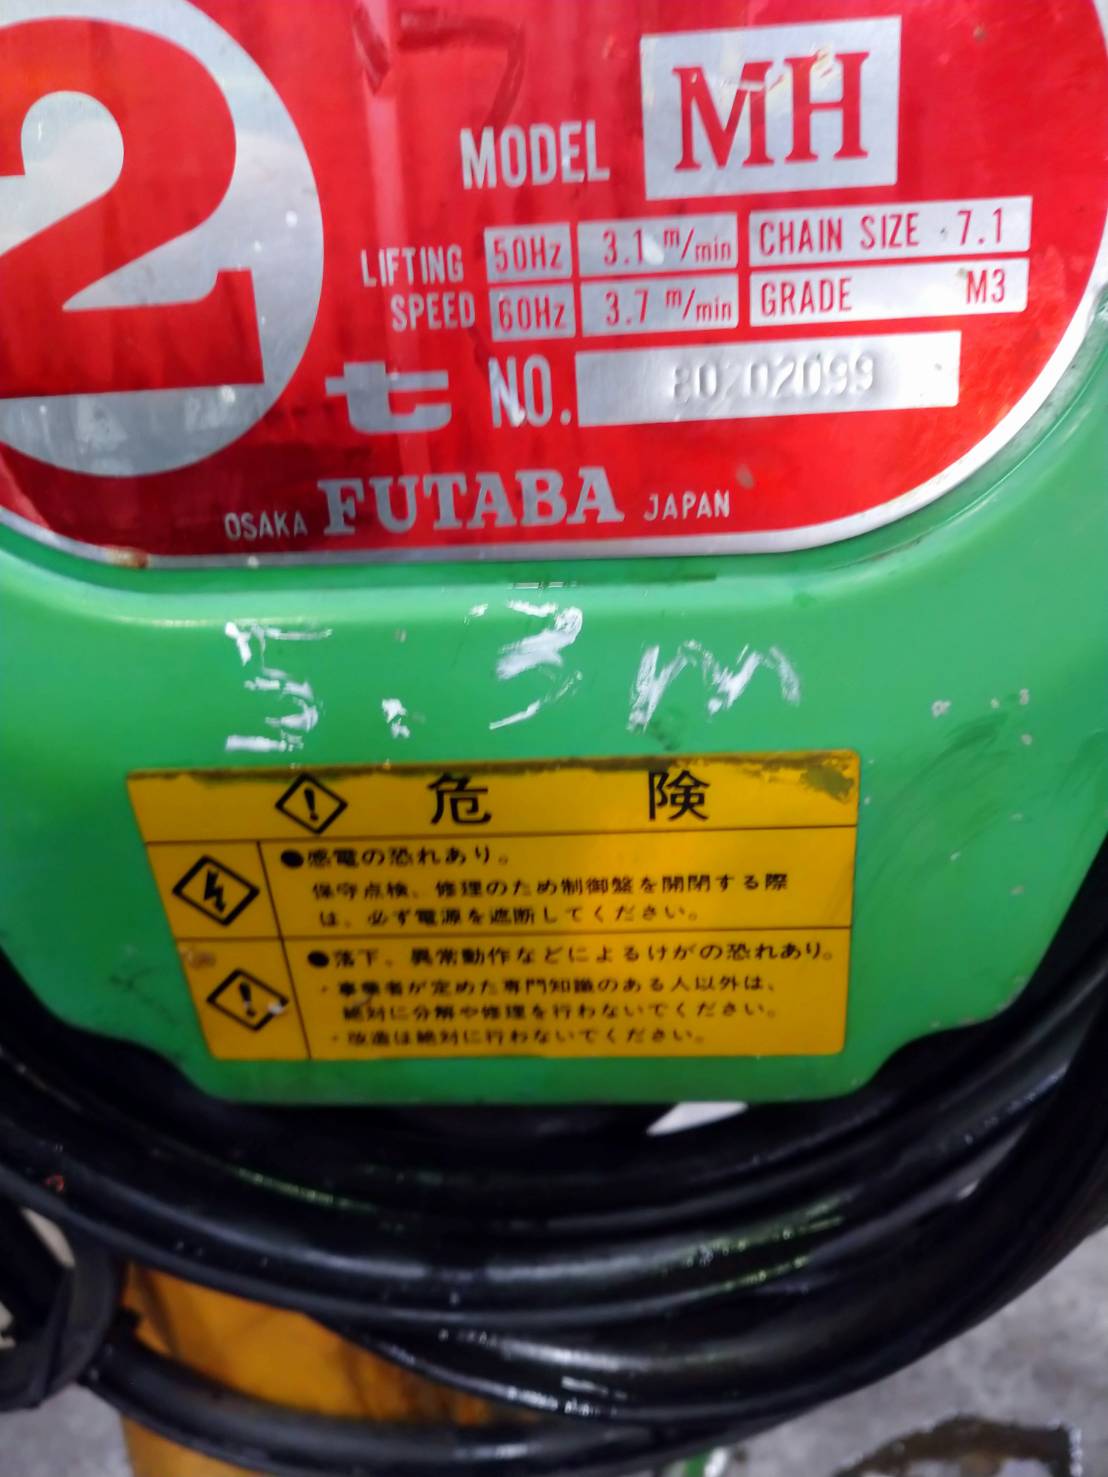 2
MODEL MH
LIFTING SPEED
50Hz 3.1 m/min
60Hz 3.7 m/min
CHAIN SIZE 7.1
GRADE M3
t NO. 80202099
OSAKA FUTABA JAPAN
5.3m
危 険
●感電の恐れあり。
保守点検、修理のため制御盤を開閉する際
は、必ず電源を遮断してください。
●落下、異常動作などによるけがの恐れあり。
・事業者が定めた専門知識のある人以外は、
絶対に分解や修理を行わないでください。
・改造は絶対に行わないでください。